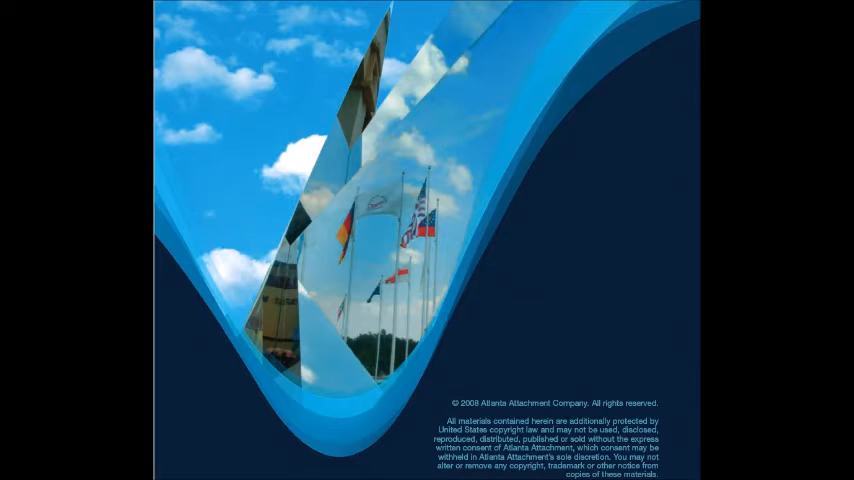 © 2008 Atlanta Attachment Company. All rights reserved.
All materials contained herein are additionally protected by
United States copyright law and may not be used, disclosed,
reproduced, distributed, published or sold without the express
written consent of Atlanta Attachment, which consent may be
withheld in Atlanta Attachment's sole discretion. You may not
alter or remove any copyright, trademark or other notice from
copies of these materials.